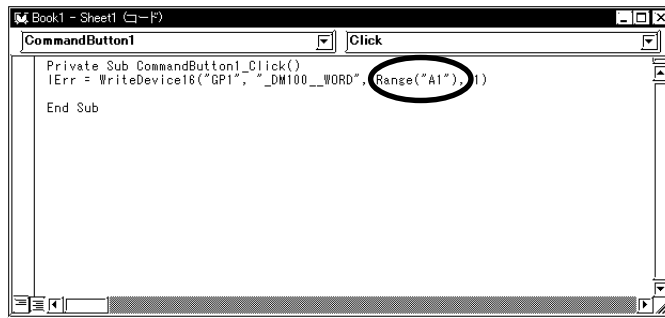 Book1 - Sheet1 (コード)
CommandButton1 Click
Private Sub CommandButton1_Click()
lErr = WriteDevice16("GP1", "_DM100__WORD", Range("A1"), 1)
End Sub